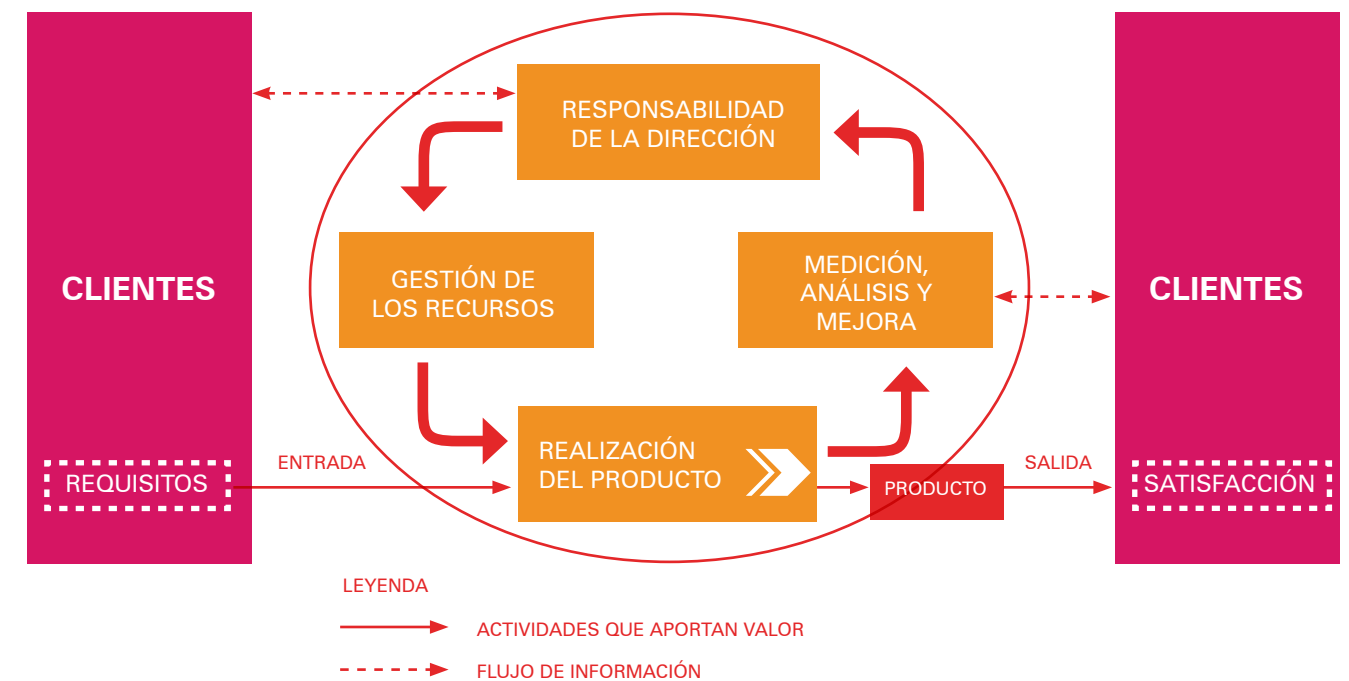 RESPONSABILIDAD
DE LA DIRECCIÓN
CLIENTES
GESTIÓN DE
LOS RECURSOS
MEDICIÓN,
ANÁLISIS Y
MEJORA
CLIENTES
REQUISITOS
ENTRADA
REALIZACIÓN
DEL PRODUCTO
PRODUCTO
SALIDA
SATISFACCIÓN
LEYENDA
ACTIVIDADES QUE APORTAN VALOR
FLUJO DE INFORMACIÓN